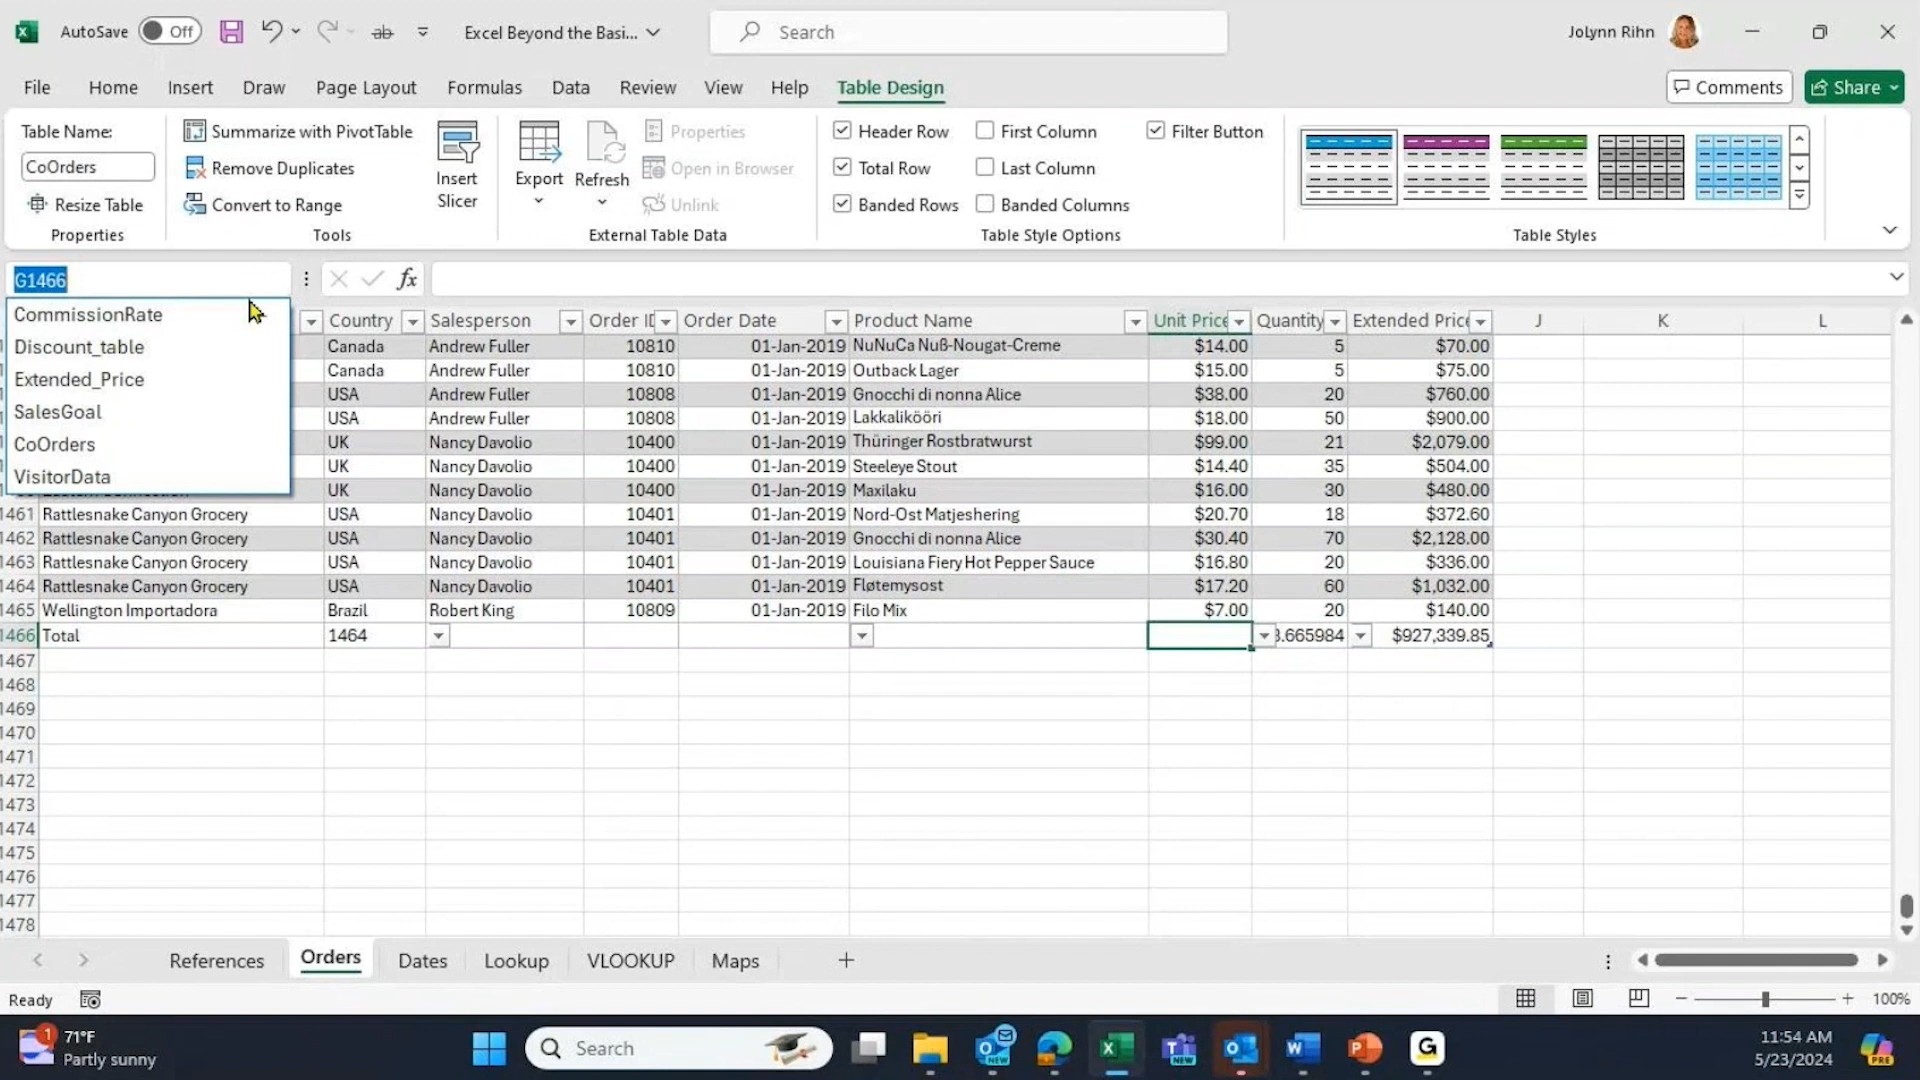 AutoSave Off ab Excel Beyond the Basi... Search Jolynn Rihn
File Home Insert Draw Page Layout Formulas Data Review View Help Table Design Comments Share
Table Name: Summarize with PivotTable Properties Header Row First Column Filter Button
CoOrders Remove Duplicates Insert Slicer Export Refresh Open in Browser Total Row Last Column
Resize Table Convert to Range Unlink Banded Rows Banded Columns
Properties Tools External Table Data Table Style Options Table Styles
G1466 fx
CommissionRate
Discount_table
Extended_Price
SalesGoal
CoOrders
VisitorData
Country Salesperson Order ID Order Date Product Name Unit Price Quantity Extended Price J K L
Canada Andrew Fuller 10810 01-Jan-2019 NuNuCa Nuß-Nougat-Creme $14.00 5 $70.00
Canada Andrew Fuller 10810 01-Jan-2019 Outback Lager $15.00 5 $75.00
USA Andrew Fuller 10808 01-Jan-2019 Gnocchi di nonna Alice $38.00 20 $760.00
USA Andrew Fuller 10808 01-Jan-2019 Lakkalikööri $18.00 50 $900.00
UK Nancy Davolio 10400 01-Jan-2019 Thüringer Rostbratwurst $99.00 21 $2,079.00
UK Nancy Davolio 10400 01-Jan-2019 Steeleye Stout $14.40 35 $504.00
UK Nancy Davolio 10400 01-Jan-2019 Maxilaku $16.00 30 $480.00
1461 Rattlesnake Canyon Grocery USA Nancy Davolio 10401 01-Jan-2019 Nord-Ost Matjeshering $20.70 18 $372.60
1462 Rattlesnake Canyon Grocery USA Nancy Davolio 10401 01-Jan-2019 Gnocchi di nonna Alice $30.40 70 $2,128.00
1463 Rattlesnake Canyon Grocery USA Nancy Davolio 10401 01-Jan-2019 Louisiana Fiery Hot Pepper Sauce $16.80 20 $336.00
1464 Rattlesnake Canyon Grocery USA Nancy Davolio 10401 01-Jan-2019 Fløtemysost $17.20 60 $1,032.00
1465 Wellington Importadora Brazil Robert King 10809 01-Jan-2019 Filo Mix $7.00 20 $140.00
1466 Total 1464 3.665984 $927,339.85
1467
1468
1469
1470
1471
1472
1473
1474
1475
1476
1477
1478
References Orders Dates Lookup VLOOKUP Maps
Ready 100%
1 71°F Search NEW NEW 11:54 AM
Partly sunny 5/23/2024 PRE